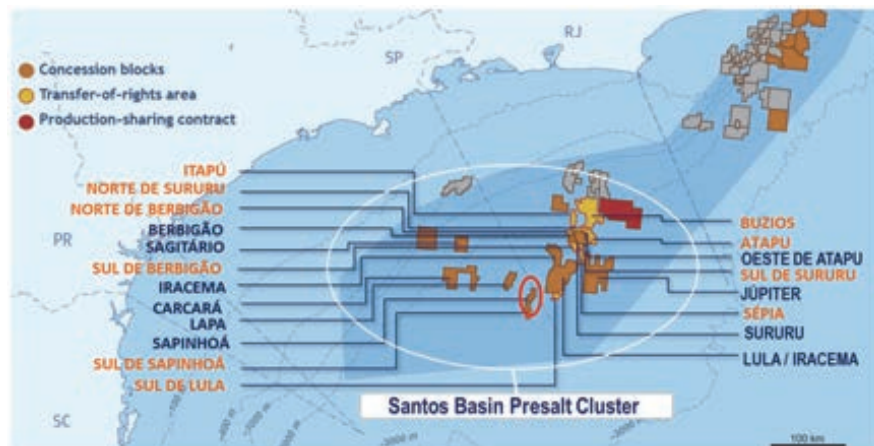 RJ
SP
Concession blocks
Transfer-of-rights area
Production-sharing contract
PR
SC
ITAPÚ
NORTE DE SURURU
NORTE DE BERBIGÃO
BERBIGÃO
SAGITÁRIO
SUL DE BERBIGÃO
IRACEMA
CARCARÁ
LAPA
SAPINHOÁ
SUL DE SAPINHOÁ
SUL DE LULA
BUZIOS
ATAPU
OESTE DE ATAPU
SUL DE SURURU
JÚPITER
SÉPIA
SURURU
LULA / IRACEMA
Santos Basin Presalt Cluster
100 km